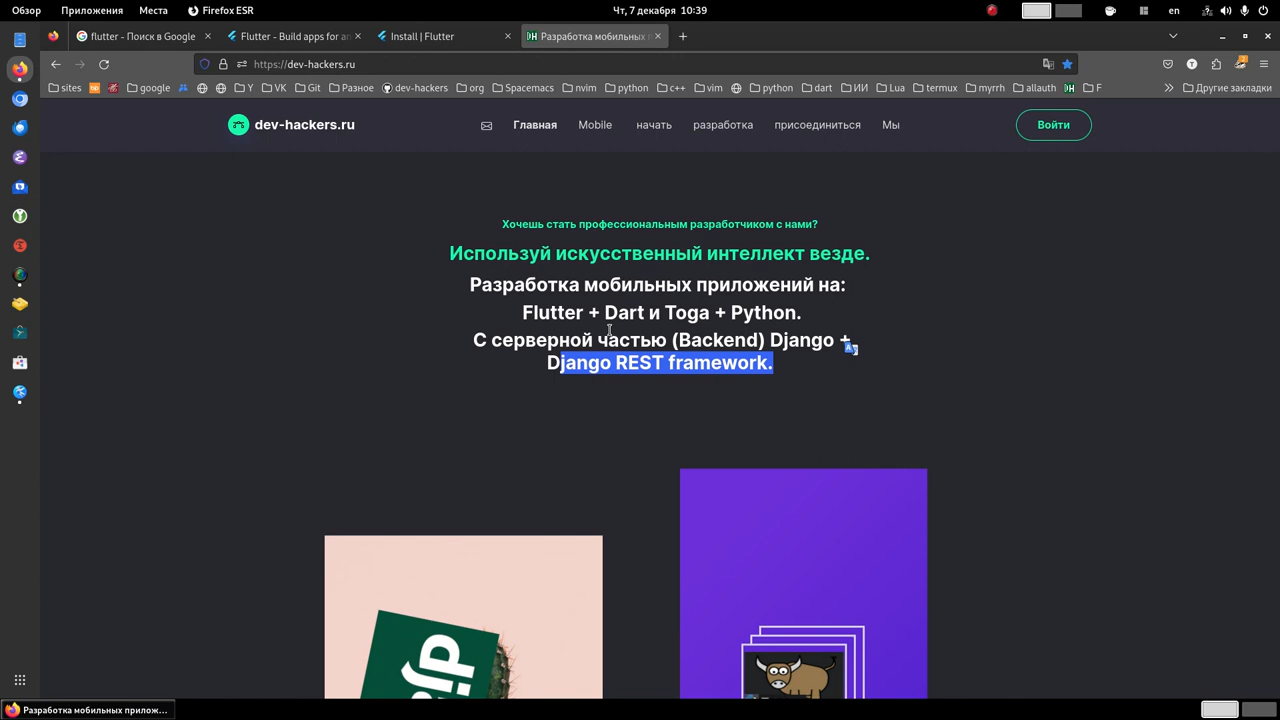 Обзор Приложения Места Firefox ESR Чт, 7 декабря 10:39 en
flutter - Поиск в Google Flutter - Build apps for an Install | Flutter Разработка мобильных п
https://dev-hackers.ru
sites google Y VK Git Разное dev-hackers org Spacemacs nvim python c++ vim python dart ИИ Lua termux myrrh allauth F Другие закладки
dev-hackers.ru Главная Mobile начать разработка присоединиться Мы Войти
Хочешь стать профессиональным разработчиком с нами?
Используй искусственный интеллект везде.
Разработка мобильных приложений на:
Flutter + Dart и Toga + Python.
С серверной частью (Backend) Django +
Django REST framework.
dj
Разработка мобильных прилож...